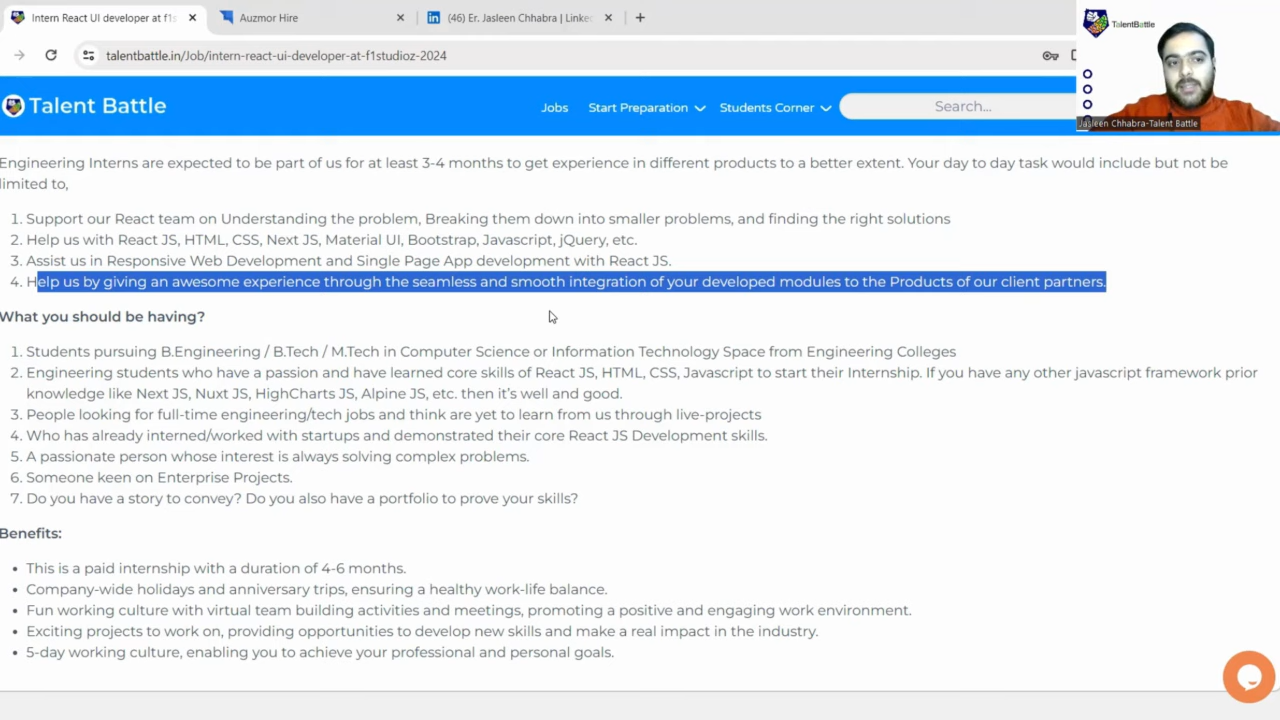 Intern React UI developer at f1s
Auzmor Hire
(46) Er. Jasleen Chhabra | Linke
talentbattle.in/Job/intern-react-ui-developer-at-f1studioz-2024
TalentBattle
Jasleen Chhabra-Talent Battle
Talent Battle
Jobs
Start Preparation
Students Corner
Search...
Engineering Interns are expected to be part of us for at least 3-4 months to get experience in different products to a better extent. Your day to day task would include but not be
limited to,
1. Support our React team on Understanding the problem, Breaking them down into smaller problems, and finding the right solutions
2. Help us with React JS, HTML, CSS, Next JS, Material UI, Bootstrap, Javascript, jQuery, etc.
3. Assist us in Responsive Web Development and Single Page App development with React JS.
4. Help us by giving an awesome experience through the seamless and smooth integration of your developed modules to the Products of our client partners.
What you should be having?
1. Students pursuing B.Engineering / B.Tech / M.Tech in Computer Science or Information Technology Space from Engineering Colleges
2. Engineering students who have a passion and have learned core skills of React JS, HTML, CSS, Javascript to start their Internship. If you have any other javascript framework prior
knowledge like Next JS, Nuxt JS, HighCharts JS, Alpine JS, etc. then it's well and good.
3. People looking for full-time engineering/tech jobs and think are yet to learn from us through live-projects
4. Who has already interned/worked with startups and demonstrated their core React JS Development skills.
5. A passionate person whose interest is always solving complex problems.
6. Someone keen on Enterprise Projects.
7. Do you have a story to convey? Do you also have a portfolio to prove your skills?
Benefits:
• This is a paid internship with a duration of 4-6 months.
• Company-wide holidays and anniversary trips, ensuring a healthy work-life balance.
• Fun working culture with virtual team building activities and meetings, promoting a positive and engaging work environment.
• Exciting projects to work on, providing opportunities to develop new skills and make a real impact in the industry.
• 5-day working culture, enabling you to achieve your professional and personal goals.